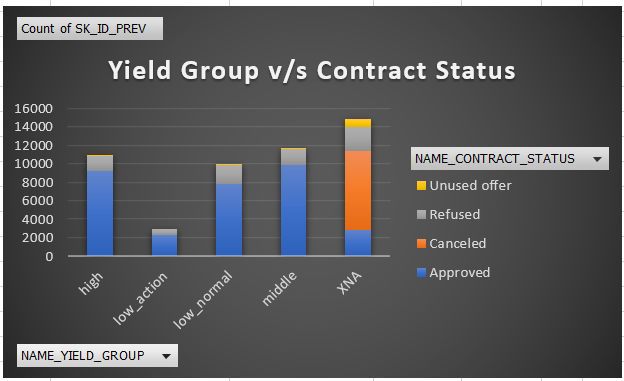 Count of SK_ID_PREV
Yield Group v/s Contract Status
16000
14000
12000
10000
8000
6000
4000
2000
0
high
low_action
low_normal
middle
XNA
NAME_CONTRACT_STATUS
Unused offer
Refused
Canceled
Approved
NAME_YIELD_GROUP